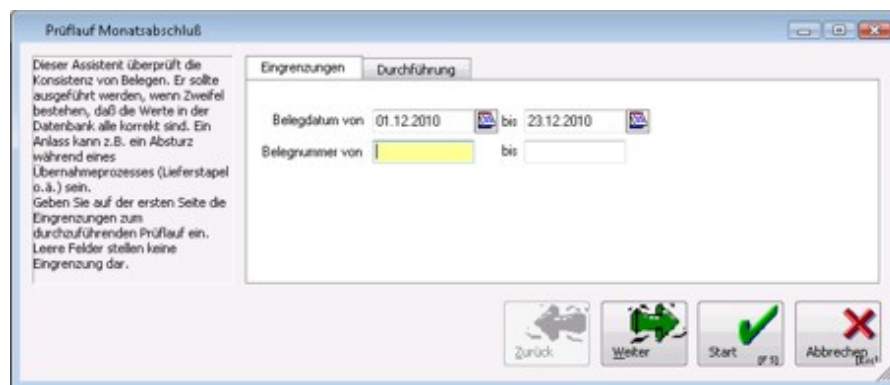 Prüflauf Monatsabschluß
Dieser Assistent überprüft die
Konsistenz von Belegen. Er sollte
ausgeführt werden, wenn Zweifel
bestehen, daß die Werte in der
Datenbank alle korrekt sind. Ein
Anlass kann z.B. ein Absturz
während eines
Übernahmeprozesses (Lieferstapel
o.ä.) sein.
Geben Sie auf der ersten Seite die
Eingrenzungen zum
durchzuführenden Prüflauf ein.
Leere Felder stellen keine
Eingrenzung dar.
Eingrenzungen Durchführung
Belegdatum von 01.12.2010 bis 23.12.2010
Belegnummer von bis
Zurück Weiter Start Abbrechen